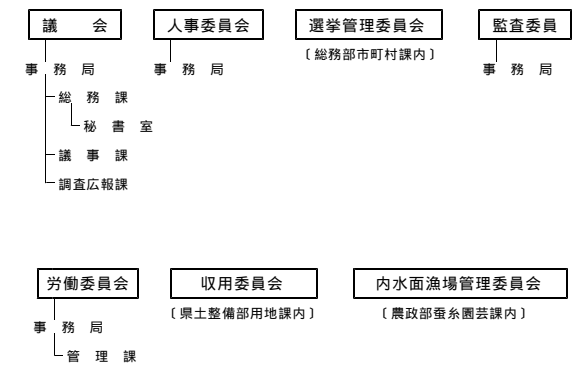 議　会
人事委員会
選挙管理委員会
監査委員
〔総務部市町村課内〕
事務局
事務局
事務局
総務課
秘書室
議事課
調査広報課
労働委員会
収用委員会
内水面漁場管理委員会
〔県土整備部用地課内〕
〔農政部蚕糸園芸課内〕
事務局
管理課